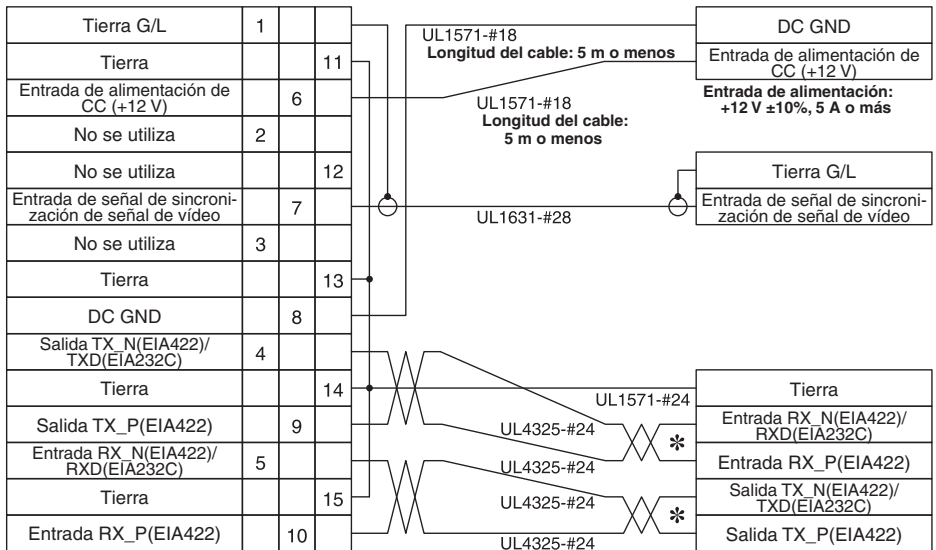 Tierra G/L 1
Tierra 11
Entrada de alimentación de
CC (+12 V) 6
No se utiliza 2
No se utiliza 12
Entrada de señal de sincroni-
zación de señal de vídeo 7
No se utiliza 3
Tierra 13
DC GND 8
Salida TX_N(EIA422)/
TXD(EIA232C) 4
Tierra 14
Salida TX_P(EIA422) 9
Entrada RX_N(EIA422)/
RXD(EIA232C) 5
Tierra 15
Entrada RX_P(EIA422) 10
UL1571-#18
Longitud del cable: 5 m o menos
UL1571-#18
Longitud del cable:
5 m o menos
UL1631-#28
UL1571-#24
UL4325-#24
UL4325-#24
UL4325-#24
UL4325-#24
*
*
DC GND
Entrada de alimentación de
CC (+12 V)
Entrada de alimentación:
+12 V ±10%, 5 A o más
Tierra G/L
Entrada de señal de sincroni-
zación de señal de vídeo
Tierra
Entrada RX_N(EIA422)/
RXD(EIA232C)
Entrada RX_P(EIA422)
Salida TX_N(EIA422)/
TXD(EIA232C)
Salida TX_P(EIA422)